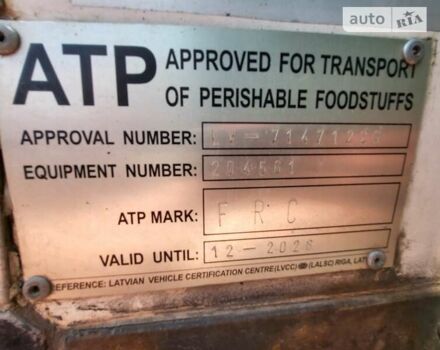 auto RIA
ATP APPROVED FOR TRANSPORT
OF PERISHABLE FOODSTUFFS
APPROVAL NUMBER:
EQUIPMENT NUMBER: 204561
ATP MARK: FRC
VALID UNTIL: 12-2026
REFERENCE: LATVIAN VEHICLE CERTIFICATION CENTRE (LVCC) (LALSC) RIGA,